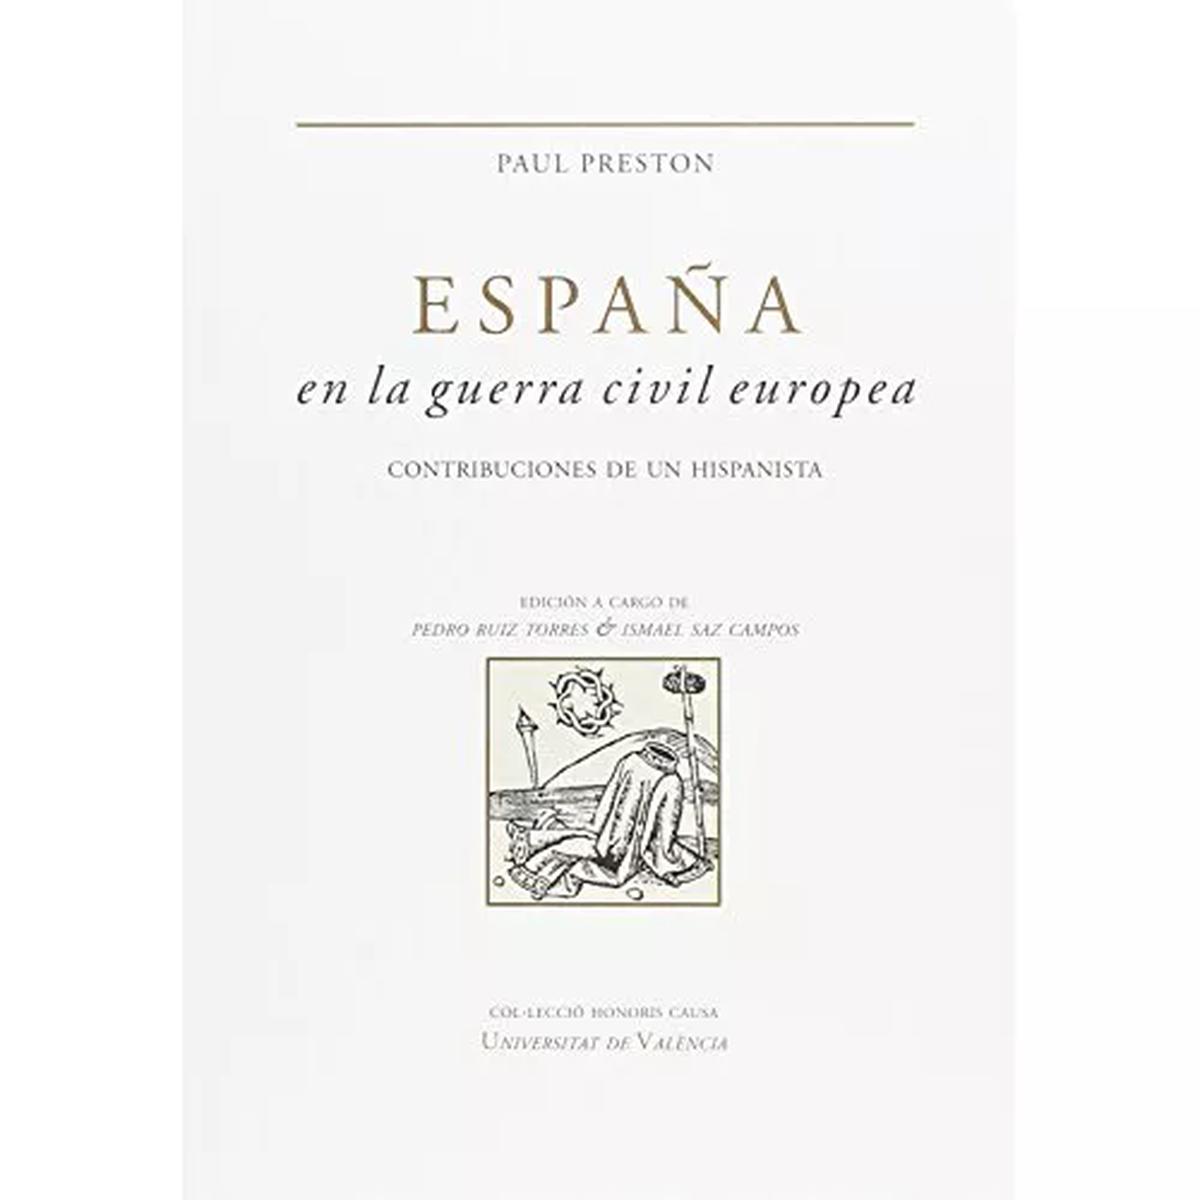 PAUL PRESTON
ESPAÑA
en la guerra civil europea
CONTRIBUCIONES DE UN HISPANISTA
EDICIÓN A CARGO DE
PEDRO RUIZ TORRES & ISMAEL SAZ CAMPOS
COL·LECCIÓ HONORIS CAUSA
UNIVERSITAT DE VALÈNCIA